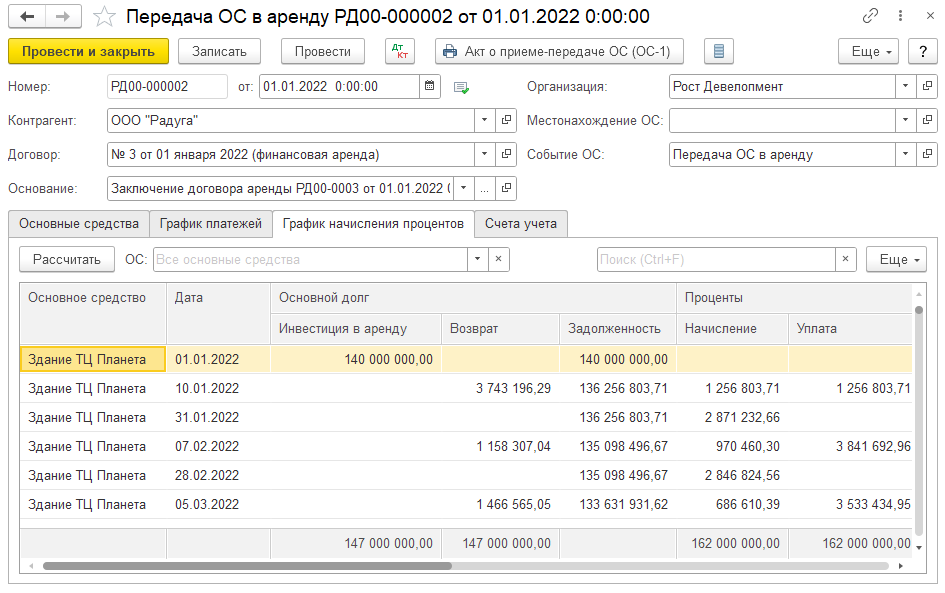 Передача ОС в аренду РД00-000002 от 01.01.2022 0:00:00
Провести и закрыть Записать Провести Дт Кт Акт о приеме-передаче ОС (ОС-1) Еще ?
Номер: РД00-000002 от: 01.01.2022 0:00:00 Организация: Рост Девелопмент
Контрагент: ООО "Радуга" Местонахождение ОС:
Договор: № 3 от 01 января 2022 (финансовая аренда) Событие ОС: Передача ОС в аренду
Основание: Заключение договора аренды РД00-0003 от 01.01.2022 ...
Основные средства График платежей График начисления процентов Счета учета
Рассчитать ОС: Все основные средства × Поиск (Ctrl+F) × Еще
Основное средство Дата Основной долг Проценты
Инвестиция в аренду Возврат Задолженность Начисление Уплата
Здание ТЦ Планета 01.01.2022 140 000 000,00 140 000 000,00
Здание ТЦ Планета 10.01.2022 3 743 196,29 136 256 803,71 1 256 803,71 1 256 803,71
Здание ТЦ Планета 31.01.2022 136 256 803,71 2 871 232,66
Здание ТЦ Планета 07.02.2022 1 158 307,04 135 098 496,67 970 460,30 3 841 692,96
Здание ТЦ Планета 28.02.2022 135 098 496,67 2 846 824,56
Здание ТЦ Планета 05.03.2022 1 466 565,05 133 631 931,62 686 610,39 3 533 434,95
147 000 000,00 147 000 000,00 162 000 000,00 162 000 000,00